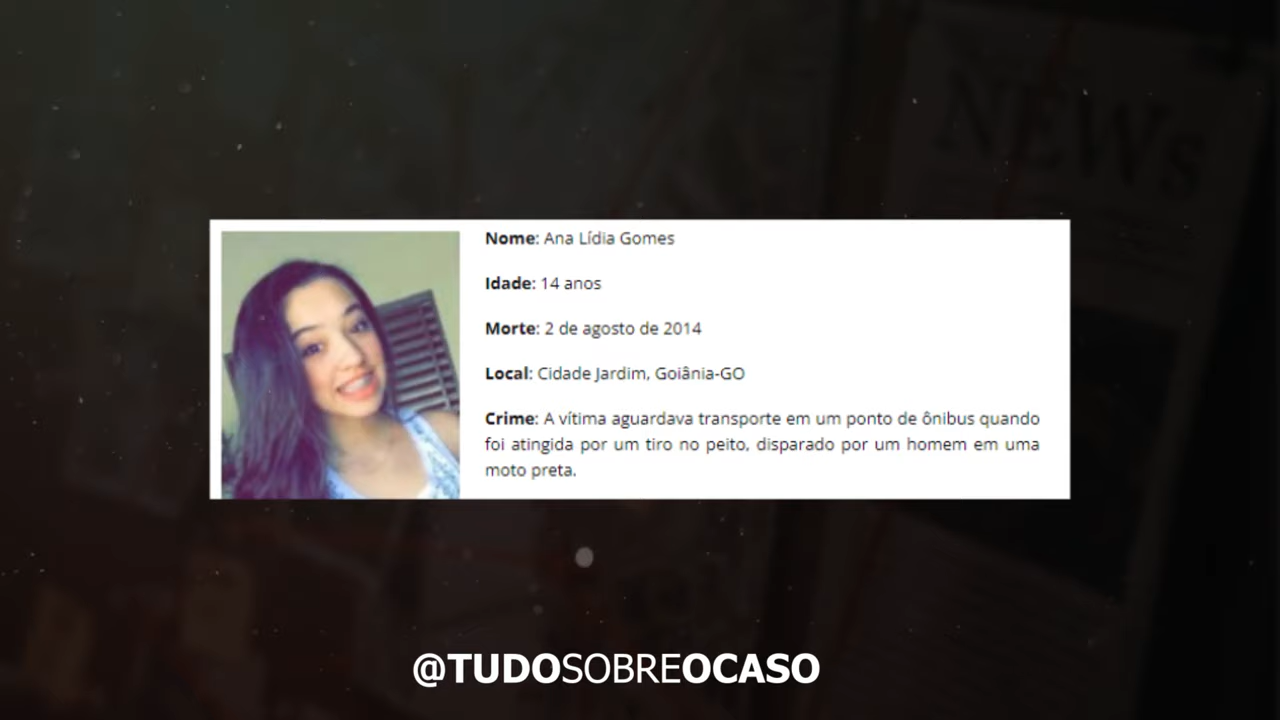 NEWS
Nome: Ana Lídia Gomes
Idade: 14 anos
Morte: 2 de agosto de 2014
Local: Cidade Jardim, Goiânia-GO
Crime: A vítima aguardava transporte em um ponto de ônibus quando
foi atingida por um tiro no peito, disparado por um homem em uma
moto preta.
@TUDOSOBREOCASO